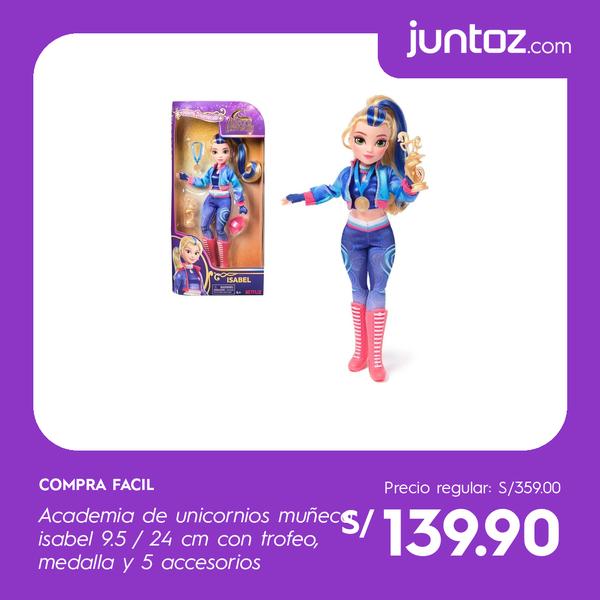 juntoz.com
ISABEL
NETFLIX
COMPRA FACIL
Academia de unicornios muñeca
isabel 9.5 / 24 cm con trofeo,
medalla y 5 accesorios
Precio regular: S/359.00
S/ 139.90